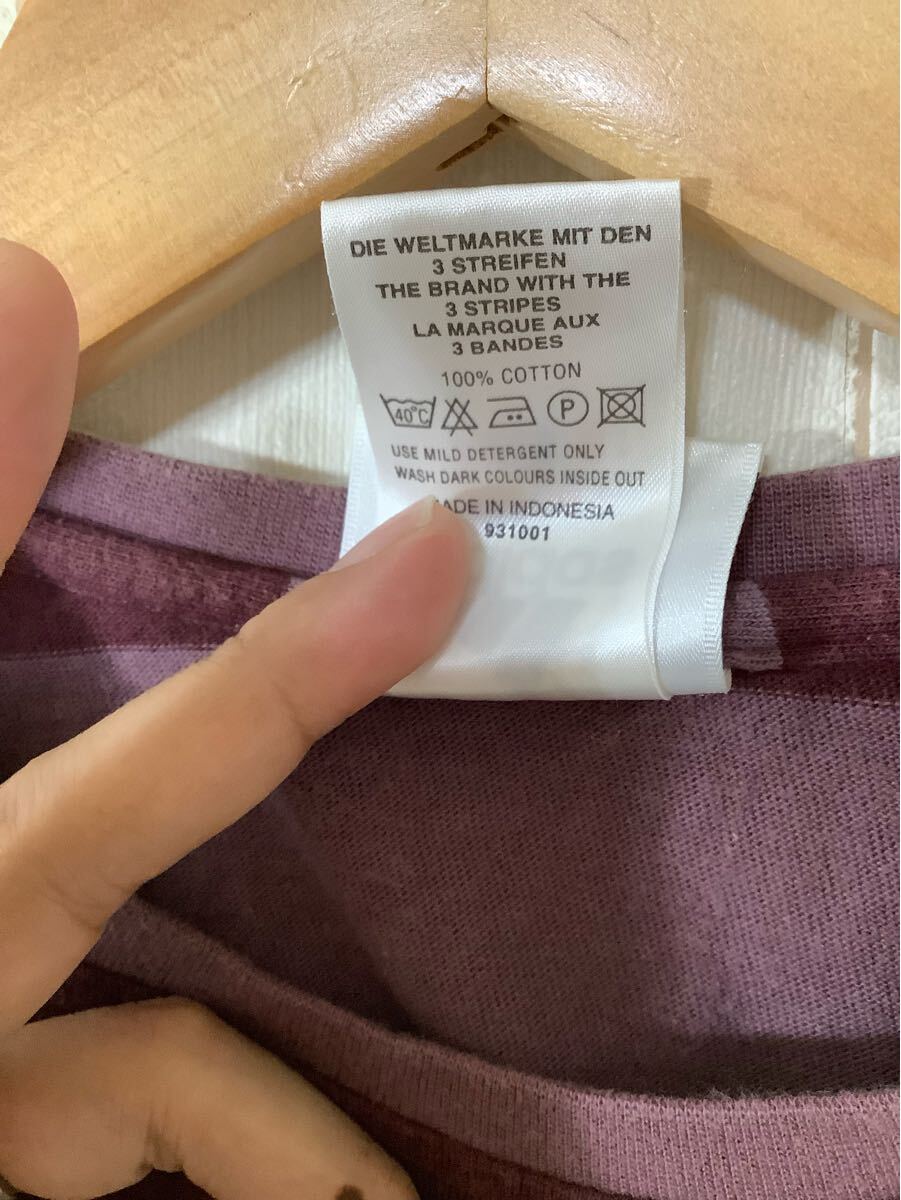 DIE WELTMARKE MIT DEN
3 STREIFEN
THE BRAND WITH THE
3 STRIPES
LA MARQUE AUX
3 BANDES
100% COTTON
40°C P
USE MILD DETERGENT ONLY
WASH DARK COLOURS INSIDE OUT
MADE IN INDONESIA
931001